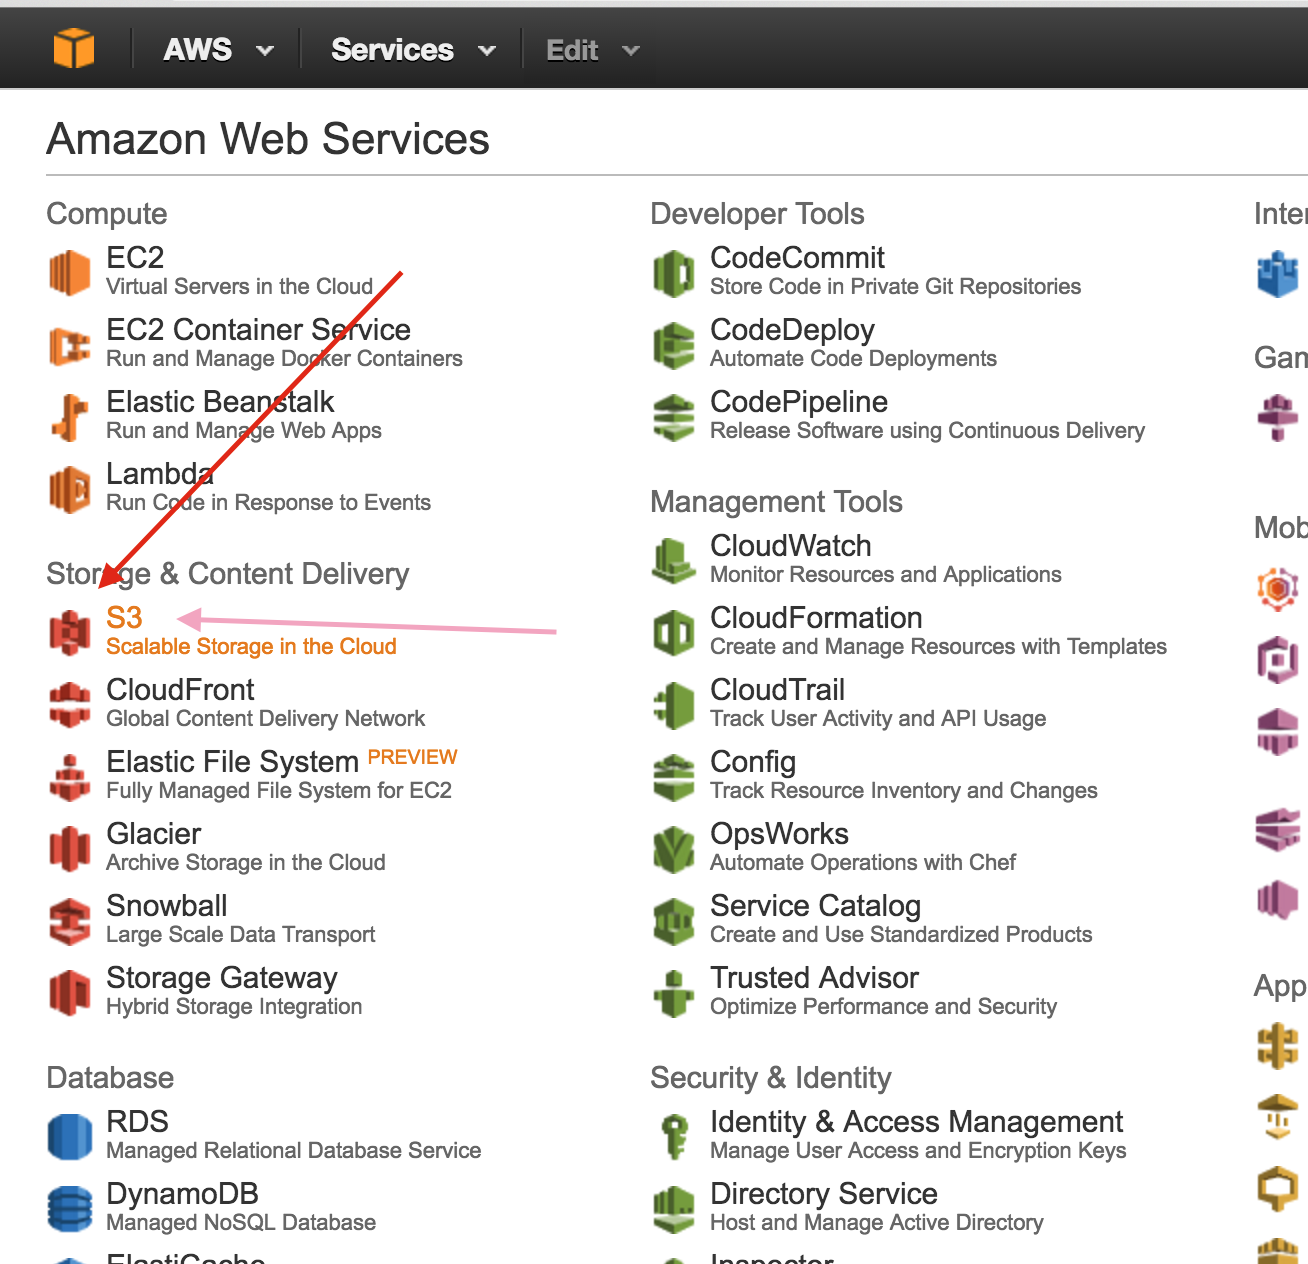 AWS
Services
Edit
Amazon Web Services
Compute
EC2
Virtual Servers in the Cloud
EC2 Container Service
Run and Manage Docker Containers
Elastic Beanstalk
Run and Manage Web Apps
Lambda
Run Code in Response to Events
Storage & Content Delivery
S3
Scalable Storage in the Cloud
CloudFront
Global Content Delivery Network
Elastic File System PREVIEW
Fully Managed File System for EC2
Glacier
Archive Storage in the Cloud
Snowball
Large Scale Data Transport
Storage Gateway
Hybrid Storage Integration
Database
RDS
Managed Relational Database Service
DynamoDB
Managed NoSQL Database
ElastiCache
Developer Tools
CodeCommit
Store Code in Private Git Repositories
CodeDeploy
Automate Code Deployments
CodePipeline
Release Software using Continuous Delivery
Management Tools
CloudWatch
Monitor Resources and Applications
CloudFormation
Create and Manage Resources with Templates
CloudTrail
Track User Activity and API Usage
Config
Track Resource Inventory and Changes
OpsWorks
Automate Operations with Chef
Service Catalog
Create and Use Standardized Products
Trusted Advisor
Optimize Performance and Security
Security & Identity
Identity & Access Management
Manage User Access and Encryption Keys
Directory Service
Host and Manage Active Directory
Inspector
Inter
Gam
Mob
App